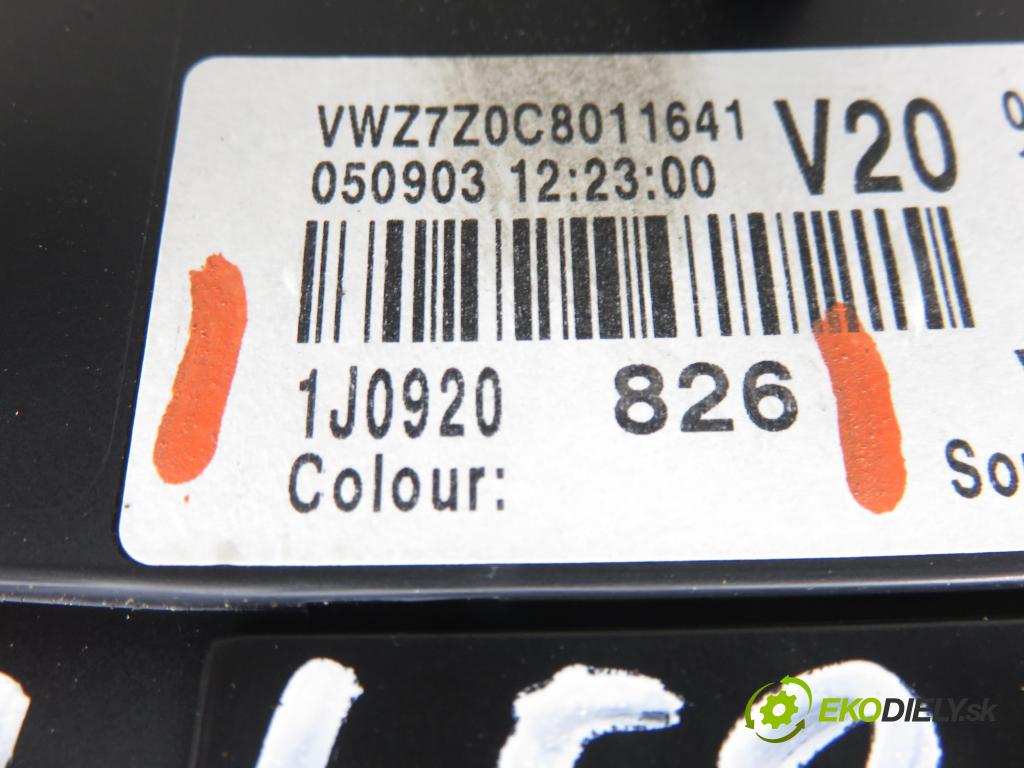 VWZ7Z0C8011641 V20
050903 12:23:00
1J0920 826
Colour:
EKODIELY.sk